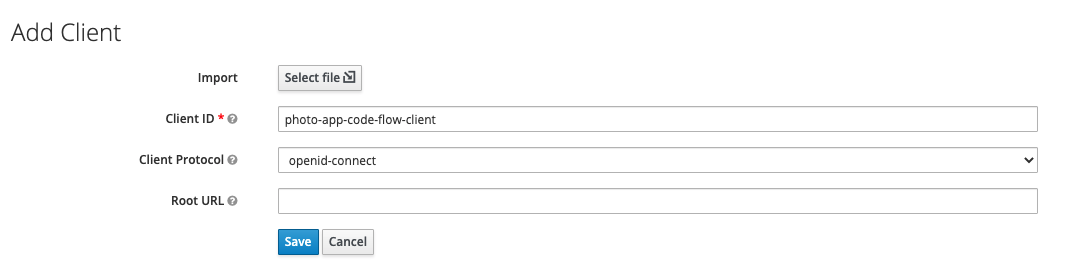 Add Client
Import Select file
Client ID * photo-app-code-flow-client
Client Protocol openid-connect
Root URL
Save Cancel